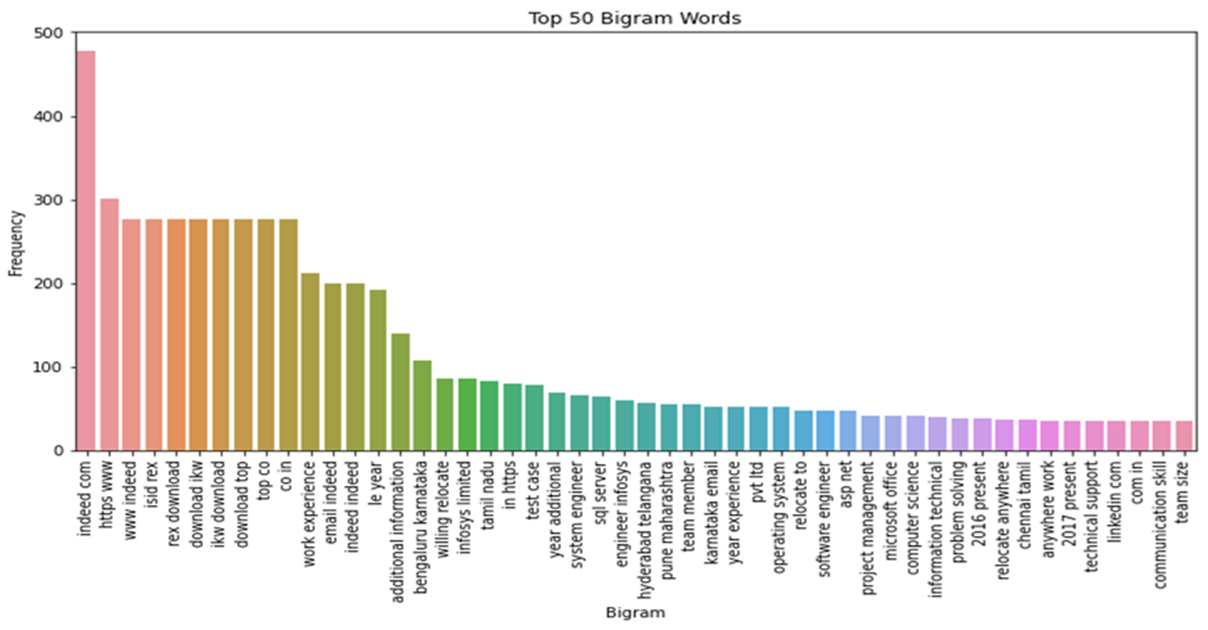 Top 50 Bigram Words
500
400
300
200
100
0
Frequency
indeed com
https www
www indeed
isid rex
rex download
download ikw
ikw download
download top
top co
co in
work experience
email indeed
indeed indeed
le year
additional information
bengaluru karnataka
willing relocate
infosys limited
tamil nadu
in https
test case
year additional
system engineer
sql server
engineer infosys
hyderabad telangana
pune maharashtra
team member
karnataka email
year experience
pvt ltd
operating system
relocate to
software engineer
asp net
project management
microsoft office
computer science
information technical
problem solving
2016 present
relocate anywhere
chennai tamil
anywhere work
2017 present
technical support
linkedin com
com in
communication skill
team size
Bigram